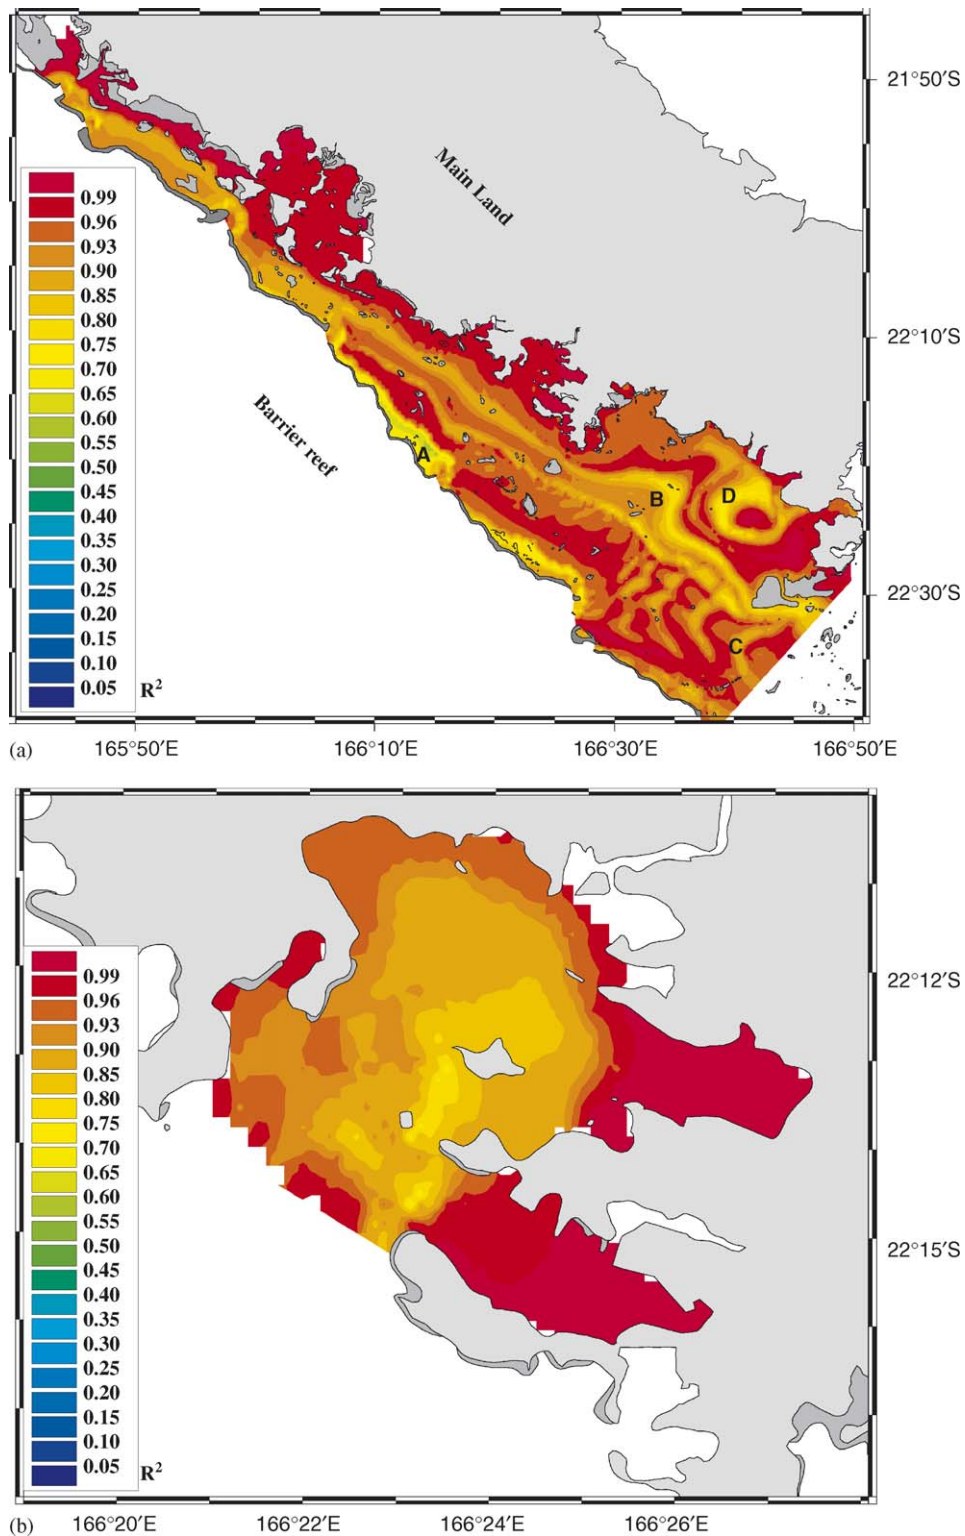 21°50′S
Main Land
0.99
0.96
0.93
0.90
0.85
0.80
0.75
0.70
0.65
0.60
0.55
0.50
0.45
0.40
0.35
0.30
0.25
0.20
0.15
0.10
0.05
R²
22°10′S
Barrier reef
A
B
D
22°30′S
C
(a)
165°50′E 166°10′E 166°30′E 166°50′E
0.99
0.96
0.93
0.90
0.85
0.80
0.75
0.70
0.65
0.60
0.55
0.50
0.45
0.40
0.35
0.30
0.25
0.20
0.15
0.10
0.05
R²
22°12′S
22°15′S
(b)
166°20′E 166°22′E 166°24′E 166°26′E